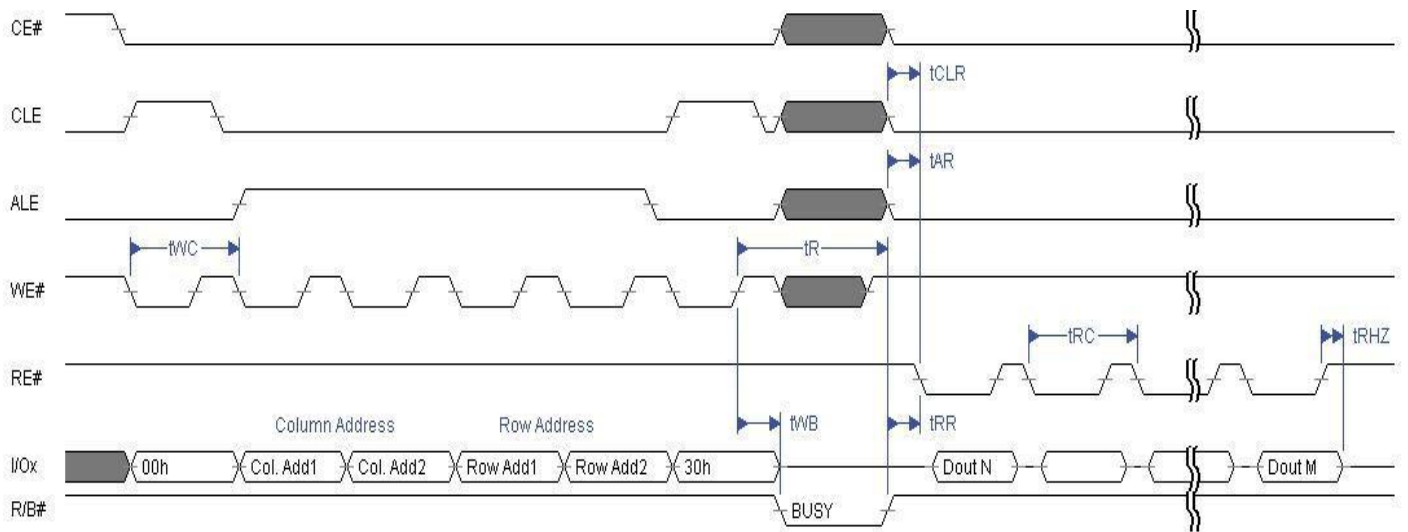 CE#
tCLR
CLE
tAR
ALE
tWC
tR
WE#
tRC
tRHZ
RE#
Column Address
Row Address
tWB
tRR
I/Ox
00h
Col. Add1
Col. Add2
Row Add1
Row Add2
30h
Dout N
Dout M
R/B#
BUSY